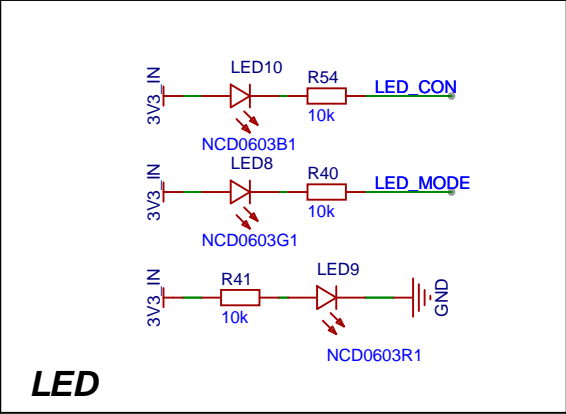 LED10
R54
LED_CON
3V3_IN
10k
NCD0603B1
LED8
R40
LED_MODE
3V3_IN
10k
NCD0603G1
LED9
R41
3V3_IN
GND
10k
NCD0603R1
LED